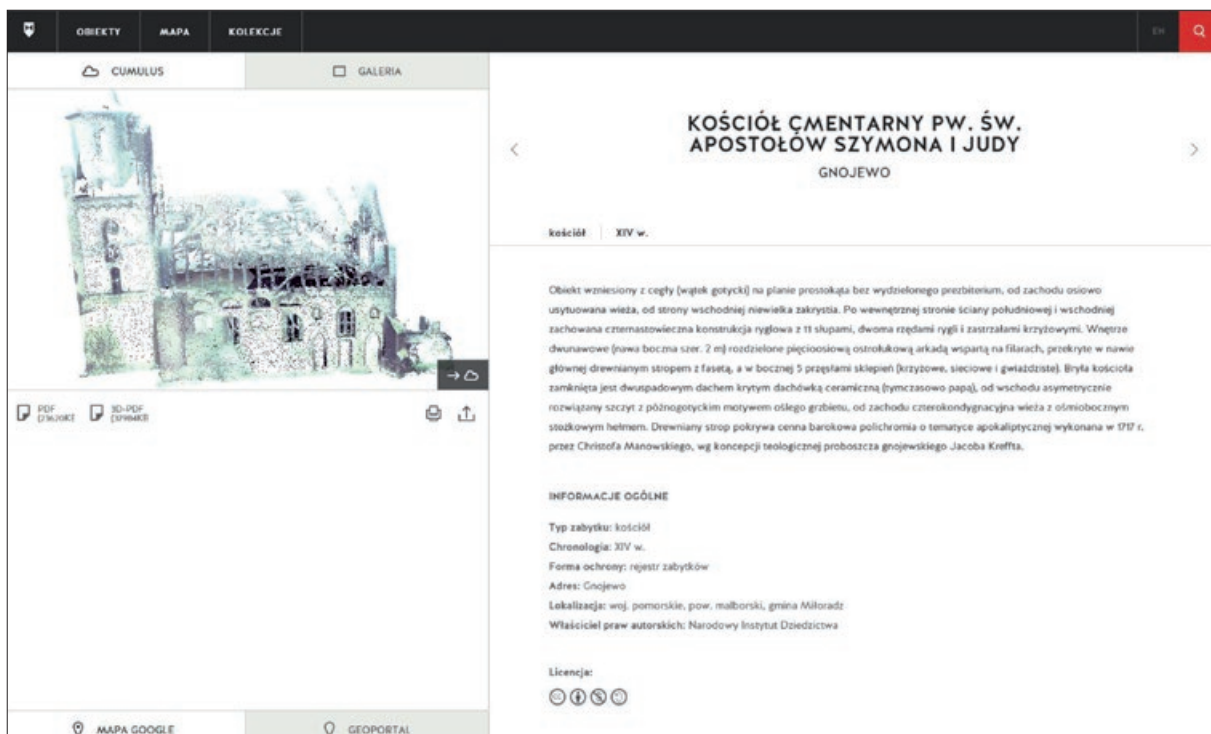 OBIEKTY MAPA KOLEKCJE EN
CUMULUS GALERIA
KOŚCIÓŁ CMENTARNY PW. ŚW.
APOSTOŁÓW SZYMONA I JUDY
GNOJEWO
kościół XIV w.
Obiekt wzniesiony z cegły (wątek gotycki) na planie prostokąta bez wydzielonego prezbiterium, od zachodu osiowo
usytuowana wieża, od strony wschodniej niewielka zakrystia. Po wewnętrznej stronie ściany południowej i wschodniej
zachowana czternastowieczna konstrukcja ryglowa z 11 słupami, dwoma rzędami rygli i zastrzałami krzyżowymi. Wnętrze
dwunawowe (nawa boczna szer. 2 m) rozdzielone pięcioosiową ostrołukową arkadą wspartą na filarach, przekryte w nawie
głównej drewnianym stropem z fasetą, a w bocznej 5 przęsłami sklepień (krzyżowe, sieciowe i gwiaździste). Bryła kościoła
zamknięta jest dwuspadowym dachem krytym dachówką ceramiczną (tymczasowo papą), od wschodu asymetrycznie
rozwiązany szczyt z późnogotyckim motywem oślego grzbietu, od zachodu czterokondygnacyjna wieża z ośmiobocznym
stożkowym hełmem. Drewniany strop pokrywa cenna barokowa polichromia o tematyce apokaliptycznej wykonana w 1717 r.
przez Christofa Manowskiego, wg koncepcji teologicznej proboszcza gnojewskiego Jacoba Kreffta.
PDF 3D-PDF
INFORMACJE OGÓLNE
Typ zabytku: kościół
Chronologia: XIV w.
Forma ochrony: rejestr zabytków
Adres: Gnojewo
Lokalizacja: woj. pomorskie, pow. malborski, gmina Miłoradz
Właściciel praw autorskich: Narodowy Instytut Dziedzictwa
Licencja:
MAPA GOOGLE GEOPORTAL